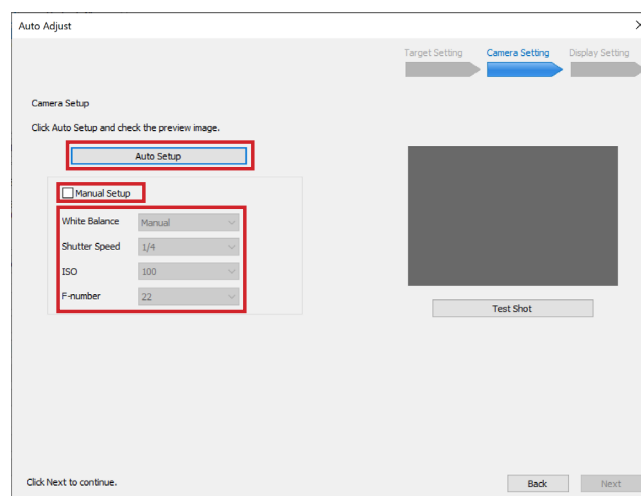 Auto Adjust
Target Setting Camera Setting Display Setting
Camera Setup
Click Auto Setup and check the preview image.
Auto Setup
Manual Setup
White Balance Manual
Shutter Speed 1/4
ISO 100
F-number 22
Test Shot
Click Next to continue.
Back Next